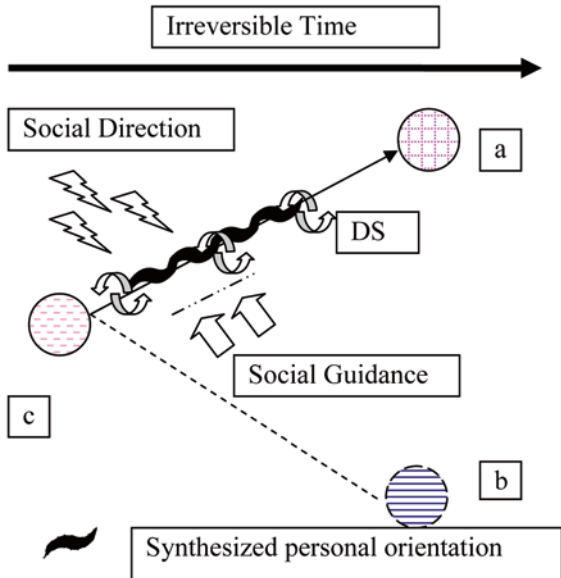 Irreversible Time
Social Direction
a
DS
Social Guidance
c
b
Synthesized personal orientation